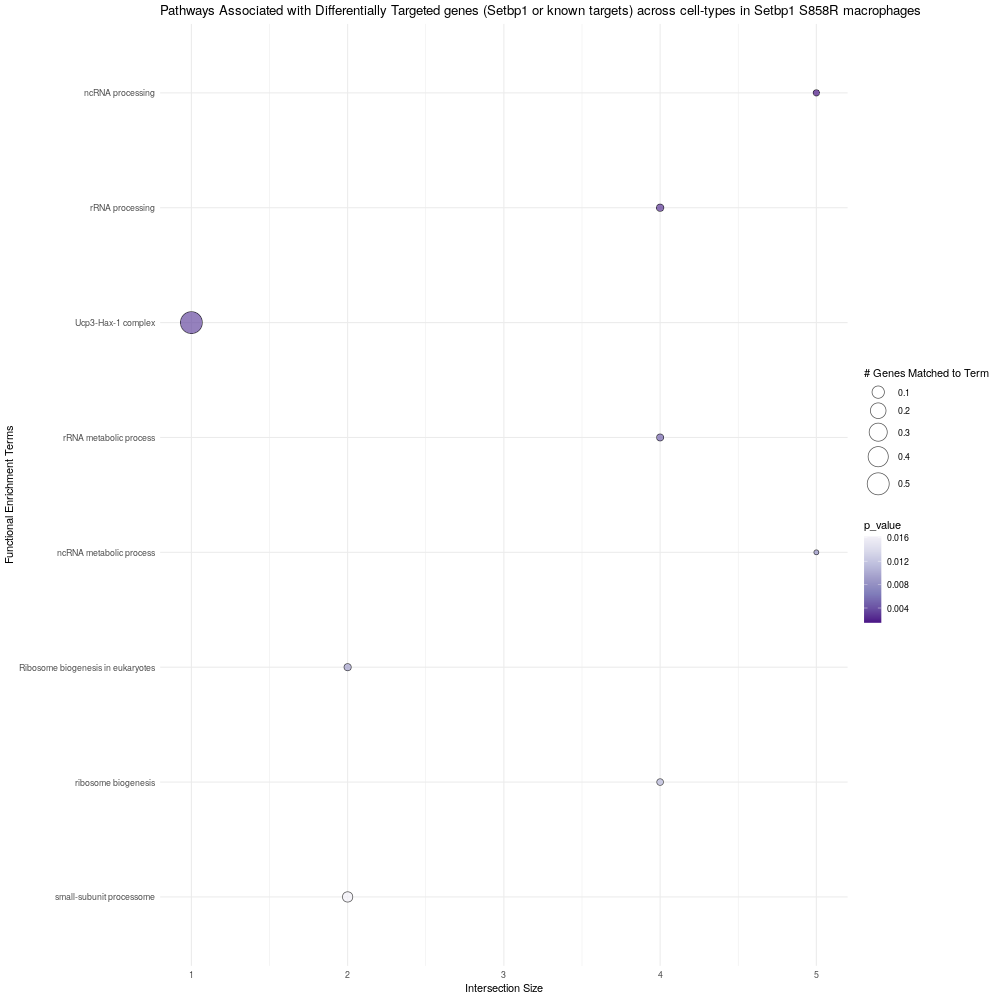 Pathways Associated with Differentially Targeted genes (Setbp1 or known targets) across cell-types in Setbp1 S858R macrophages
Functional Enrichment Terms
ncRNA processing
rRNA processing
Ucp3-Hax-1 complex
rRNA metabolic process
ncRNA metabolic process
Ribosome biogenesis in eukaryotes
ribosome biogenesis
small-subunit processome
1
2
3
4
5
Intersection Size
# Genes Matched to Term
0.1
0.2
0.3
0.4
0.5
p_value
0.016
0.012
0.008
0.004